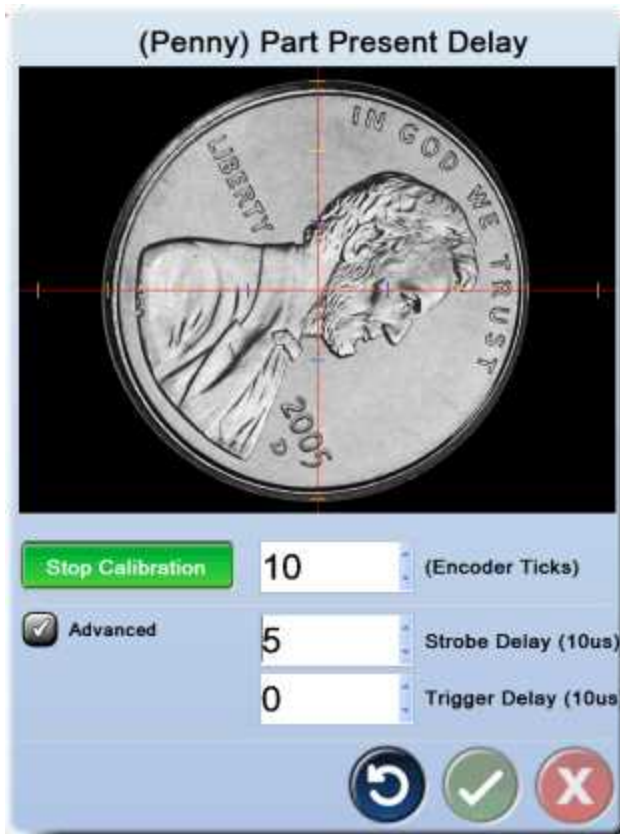 (Penny) Part Present Delay
LIBERTY
IN GOD WE TRUST
2005
D
Stop Calibration
10
(Encoder Ticks)
Advanced
5
Strobe Delay (10us)
0
Trigger Delay (10us